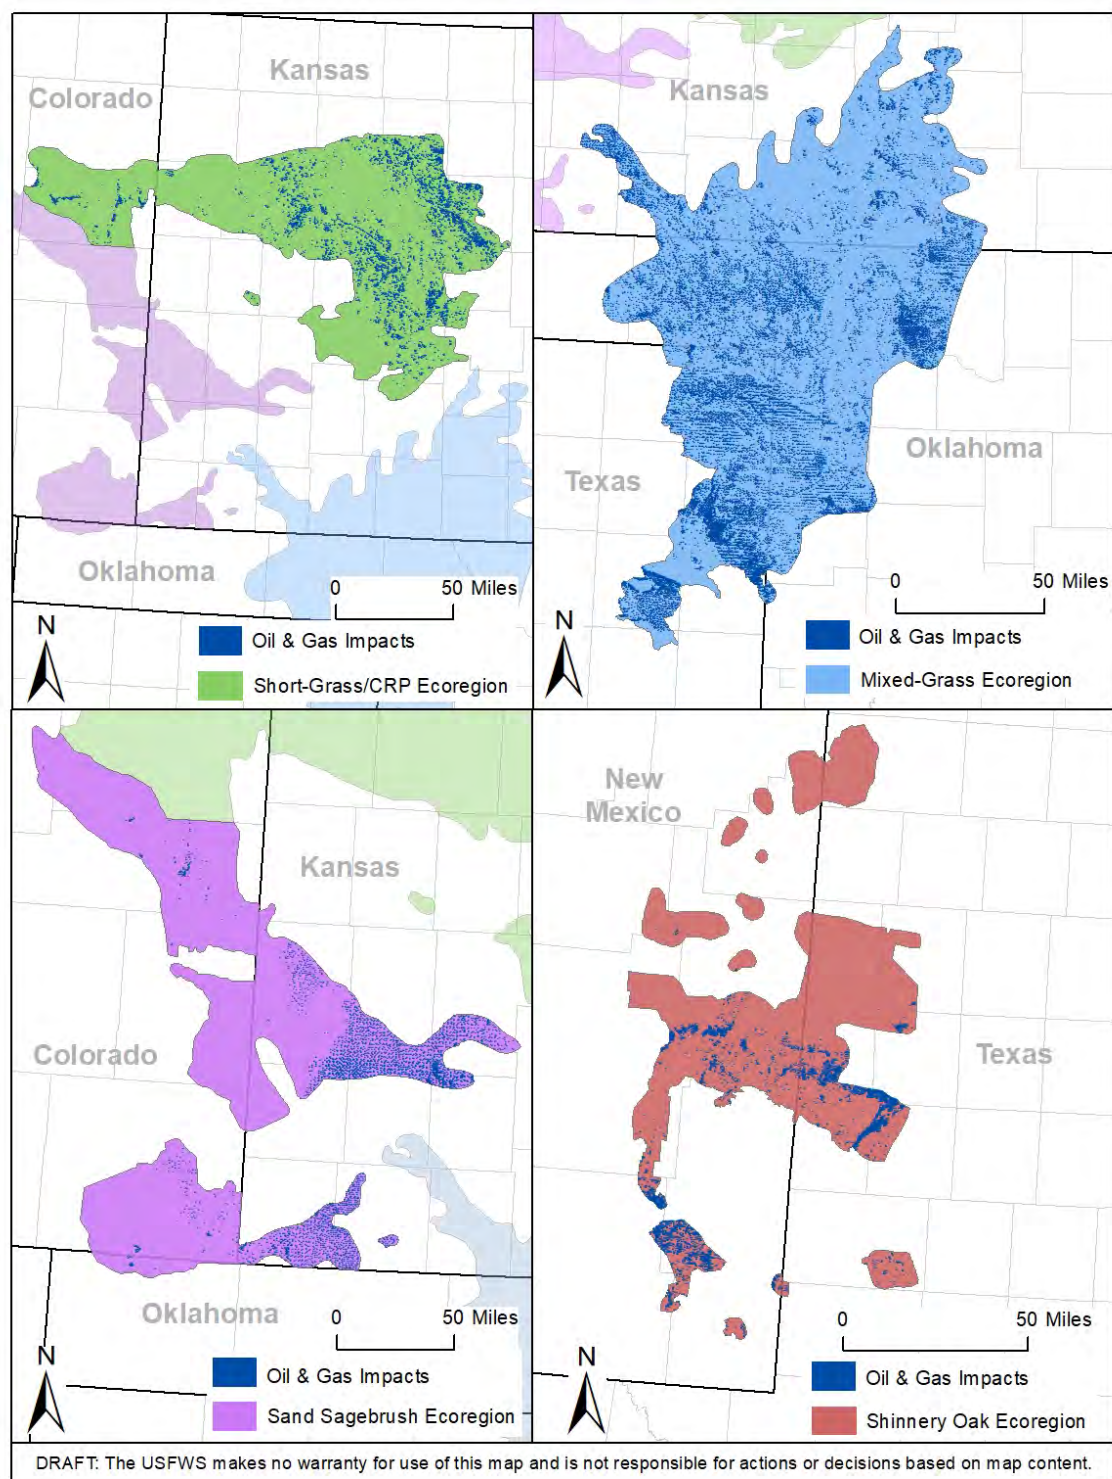 Kansas
Colorado
Oklahoma
0 50 Miles
N
Oil & Gas Impacts
Short-Grass/CRP Ecoregion
Kansas
Texas
Oklahoma
0 50 Miles
N
Oil & Gas Impacts
Mixed-Grass Ecoregion
Kansas
Colorado
Oklahoma
0 50 Miles
N
Oil & Gas Impacts
Sand Sagebrush Ecoregion
New
Mexico
Texas
0 50 Miles
N
Oil & Gas Impacts
Shinnery Oak Ecoregion
DRAFT: The USFWS makes no warranty for use of this map and is not responsible for actions or decisions based on map content.